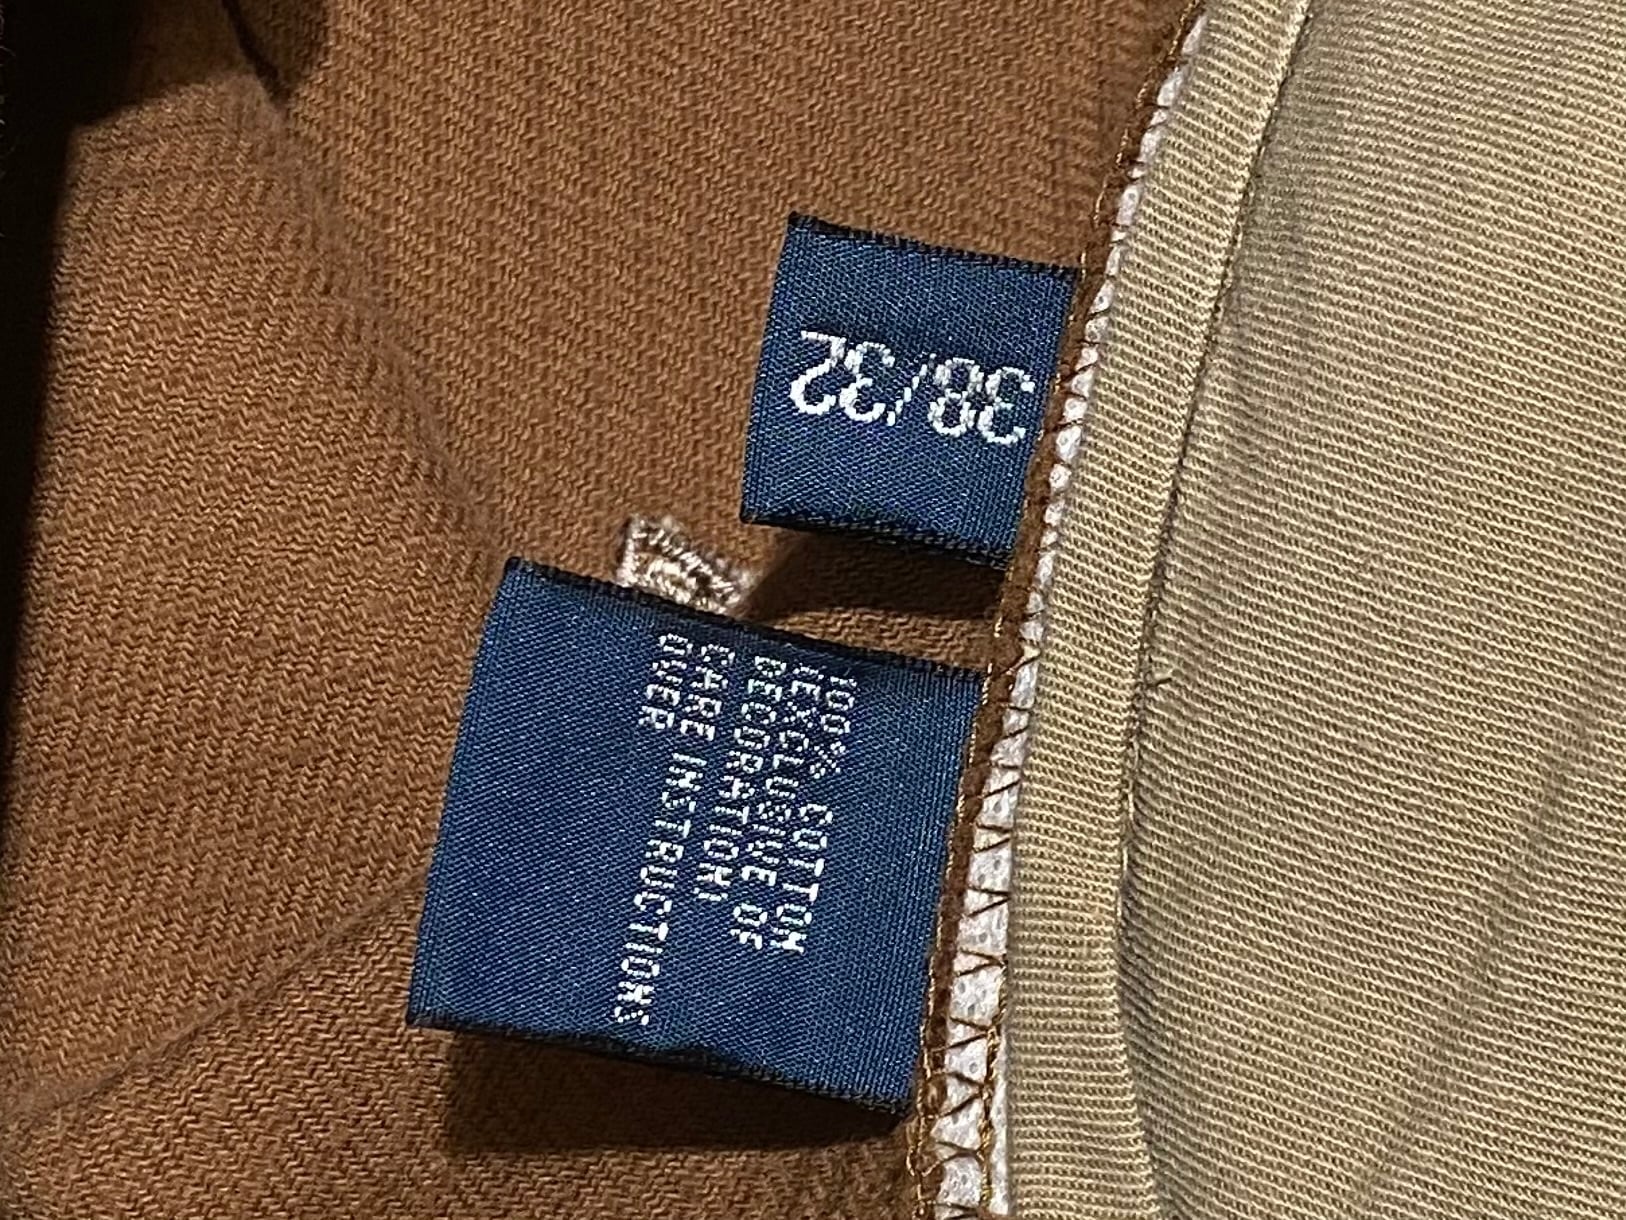 38/32
100% COTTON
(EXCLUSIVE OF
DECORATION)
CARE INSTRUCTIONS
OVER